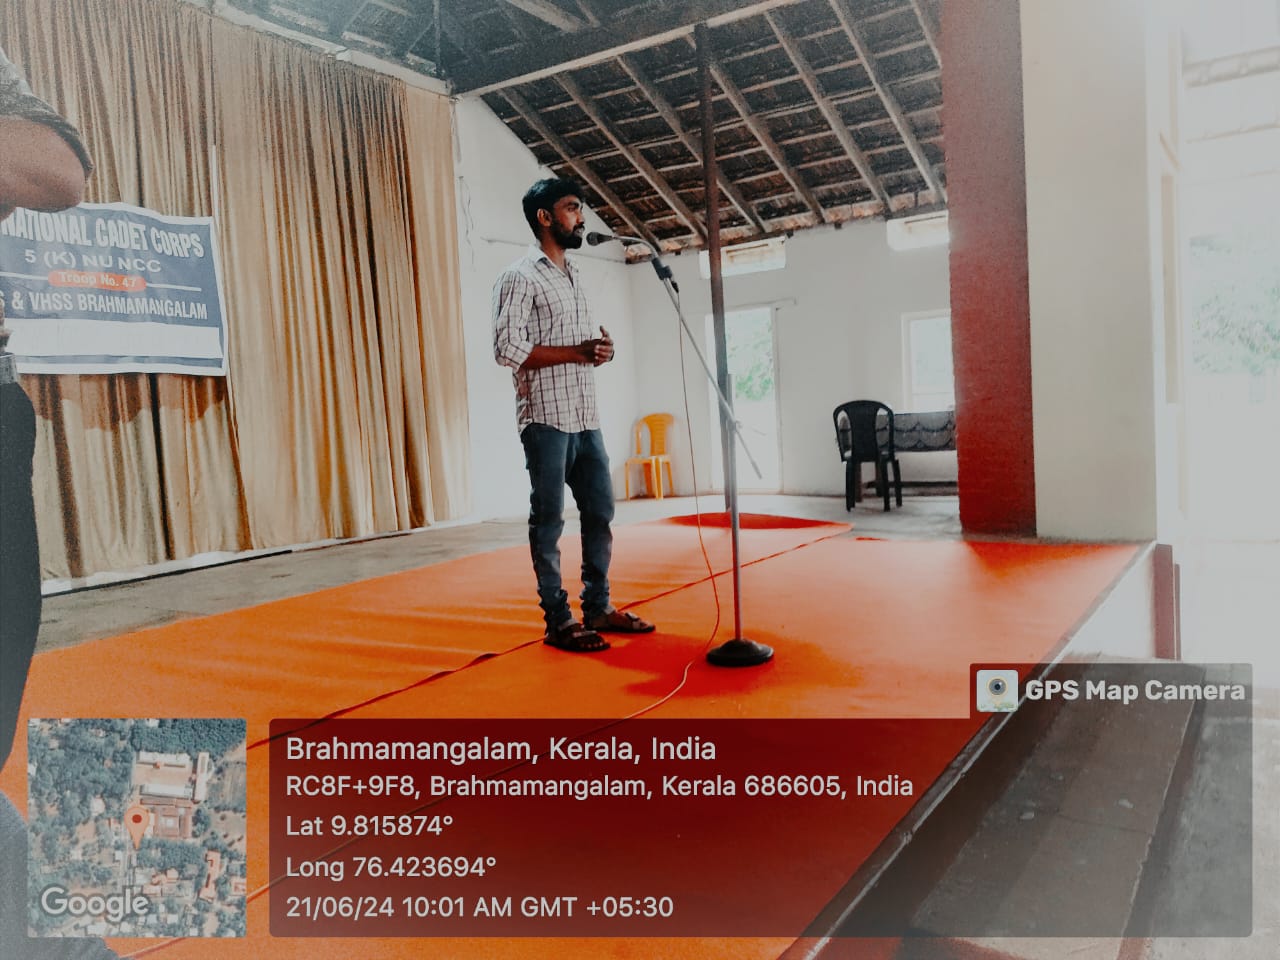 NATIONAL CADET CORPS
5 (K) NU NCC
Troop No. 47
S & VHSS BRAHMAMANGALAM
GPS Map Camera
Brahmamangalam, Kerala, India
RC8F+9F8, Brahmamangalam, Kerala 686605, India
Lat 9.815874°
Long 76.423694°
21/06/24 10:01 AM GMT +05:30
Google